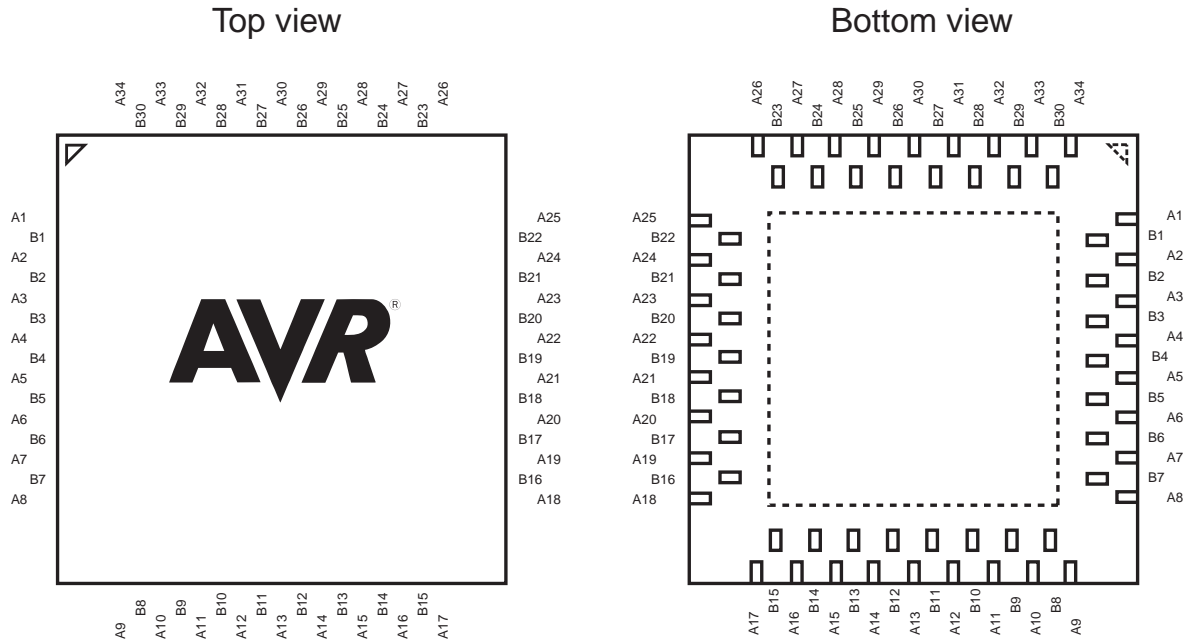 Top view
Bottom view
A34 B30 A33 B29 A32 B28 A31 B27 A30 B26 A29 B25 A28 B24 A27 B23 A26
A26 B23 A27 B24 A28 B25 A29 B26 A30 B27 A31 B28 A32 B29 A33 B30 A34
A1
B1
A2
B2
A3
B3
A4
B4
A5
B5
A6
B6
A7
B7
A8
AVR®
A25
B22
A24
B21
A23
B20
A22
B19
A21
B18
A20
B17
A19
B16
A18
A9 B8 A10 B9 A11 B10 A12 B11 A13 B12 A14 B13 A15 B14 A16 B15 A17
A25
B22
A24
B21
A23
B20
A22
B19
A21
B18
A20
B17
A19
B16
A18
A1
B1
A2
B2
A3
B3
A4
B4
A5
B5
A6
B6
A7
B7
A8
A17 B15 A16 B14 A15 B13 A14 B12 A13 B11 A12 B10 A11 B9 A10 B8 A9